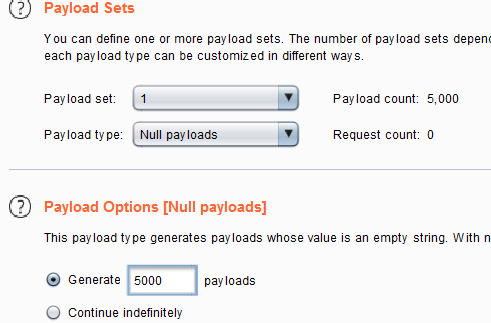 Payload Sets
You can define one or more payload sets. The number of payload sets
each payload type can be customized in different ways.
Payload set: 1 Payload count: 5,000
Payload type: Null payloads Request count: 0
Payload Options [Null payloads]
This payload type generates payloads whose value is an empty string. With
Generate 5000 payloads
Continue indefinitely